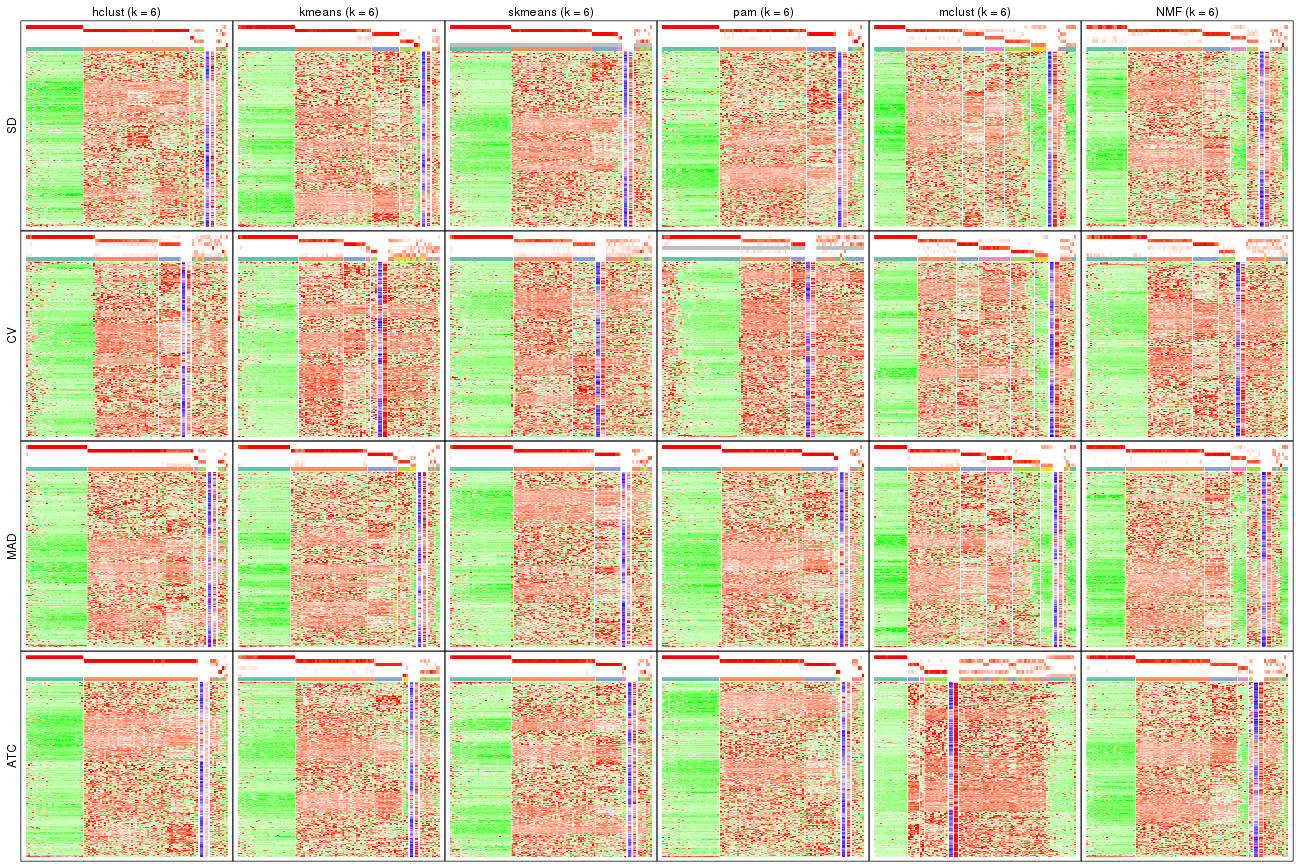 hclust (k = 6)
kmeans (k = 6)
skmeans (k = 6)
pam (k = 6)
mclust (k = 6)
NMF (k = 6)
SD
CV
MAD
ATC